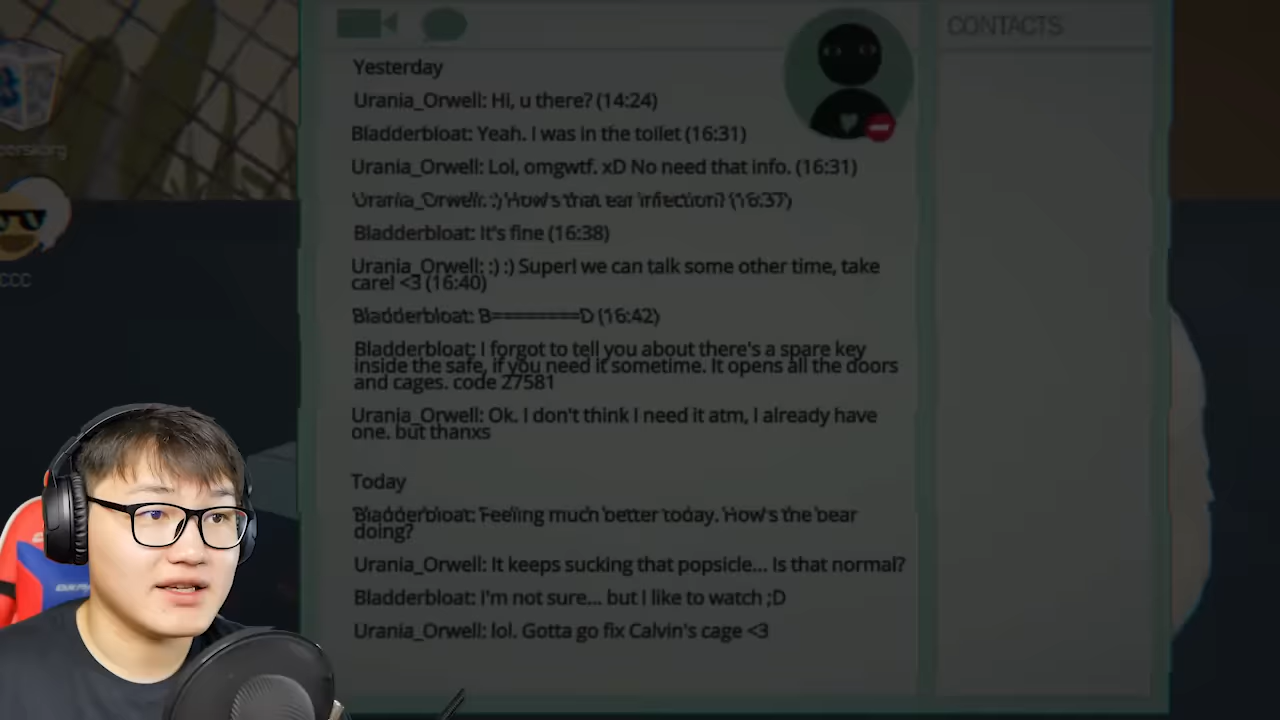 CONTACTS
Yesterday
Urania_Orwell: Hi, u there? (14:24)
Bladderbloat: Yeah. I was in the toilet (16:31)
Urania_Orwell: Lol, omgwtf. xD No need that info. (16:31)
Urania_Orwell: :) How's that ear infection? (16:37)
Bladderbloat: It's fine (16:38)
Urania_Orwell: :) :) Super! we can talk some other time, take
care! <3 (16:40)
Bladderbloat: B========D (16:42)
Bladderbloat: I forgot to tell you about there's a spare key
inside the safe, if you need it sometime. It opens all the doors
and cages. code 27581
Urania_Orwell: Ok. I don't think I need it atm, I already have
one. but thanxs
Today
Bladderbloat: Feeling much better today. How's the bear
doing?
Urania_Orwell: It keeps sucking that popsicle... Is that normal?
Bladderbloat: I'm not sure... but I like to watch ;D
Urania_Orwell: lol. Gotta go fix Calvin's cage <3